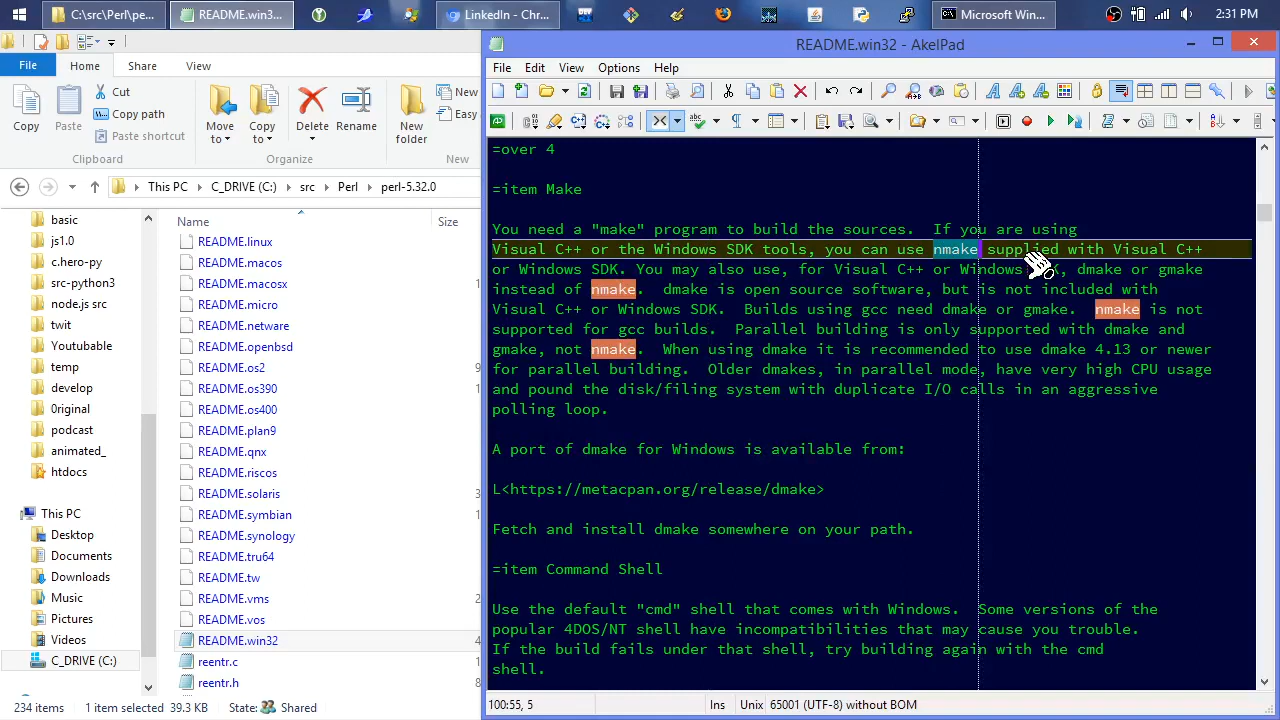 C:\src\Perl\pe...
README.win3...
LinkedIn - Chr...
Microsoft Win...
2:31 PM
File
Home
Share
View
Copy
Paste
Cut
Copy path
Paste shortcut
Clipboard
Move to
Copy to
Delete
Rename
Organize
New folder
New
Easy
New
This PC
C_DRIVE (C:)
src
Perl
perl-5.32.0
basic
js1.0
c.hero-py
src-python3
node.js src
twit
Youbable
temp
develop
0riginal
podcast
animated_
htdocs
This PC
Desktop
Documents
Downloads
Music
Pictures
Videos
C_DRIVE (C:)
Name
Size
README.linux
README.macos
README.macosx
README.micro
README.netware
README.openbsd
README.os2
9
README.os390
README.os400
README.plan9
README.qnx
README.riscos
README.solaris
README.symbian
README.synology
README.tru64
README.tw
README.vms
README.vos
README.win32
4
reentr.c
reentr.h
234 items
1 item selected
39.3 KB
State:
Shared
README.win32 - AkelPad
File
Edit
View
Options
Help
=over 4
=item Make
You need a "make" program to build the sources.  If you are using
Visual C++ or the Windows SDK tools, you can use nmake supplied with Visual C++
or Windows SDK. You may also use, for Visual C++ or Windows , dmake or gmake
instead of nmake.  dmake is open source software, but is not included with
Visual C++ or Windows SDK.  Builds using gcc need dmake or gmake.  nmake is not
supported for gcc builds.  Parallel building is only supported with dmake and
gmake, not nmake.  When using dmake it is recommended to use dmake 4.13 or newer
for parallel building.  Older dmakes, in parallel mode, have very high CPU usage
and pound the disk/filing system with duplicate I/O calls in an aggressive
polling loop.
A port of dmake for Windows is available from:
L<https://metacpan.org/release/dmake>
Fetch and install dmake somewhere on your path.
=item Command Shell
Use the default "cmd" shell that comes with Windows.  Some versions of the
popular 4DOS/NT shell have incompatibilities that may cause you trouble.
If the build fails under that shell, try building again with the cmd
shell.
100:55, 5
Ins
Unix
65001 (UTF-8) without BOM